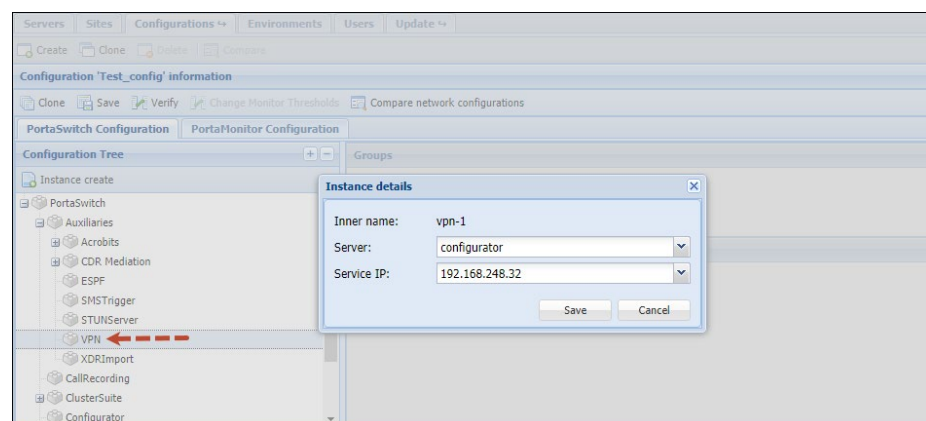 Servers Sites Configurations Environments Users Update
Create Clone Delete Compare
Configuration 'Test_config' information
Clone Save Verify Change Monitor Thresholds Compare network configurations
PortaSwitch Configuration PortaMonitor Configuration
Configuration Tree + − Groups
Instance create
PortaSwitch
Auxiliaries
Acrobits
CDR Mediation
ESPF
SMSTrigger
STUNServer
VPN
XDRImport
CallRecording
ClusterSuite
Configurator
Instance details
Inner name: vpn-1
Server: configurator
Service IP: 192.168.248.32
Save Cancel